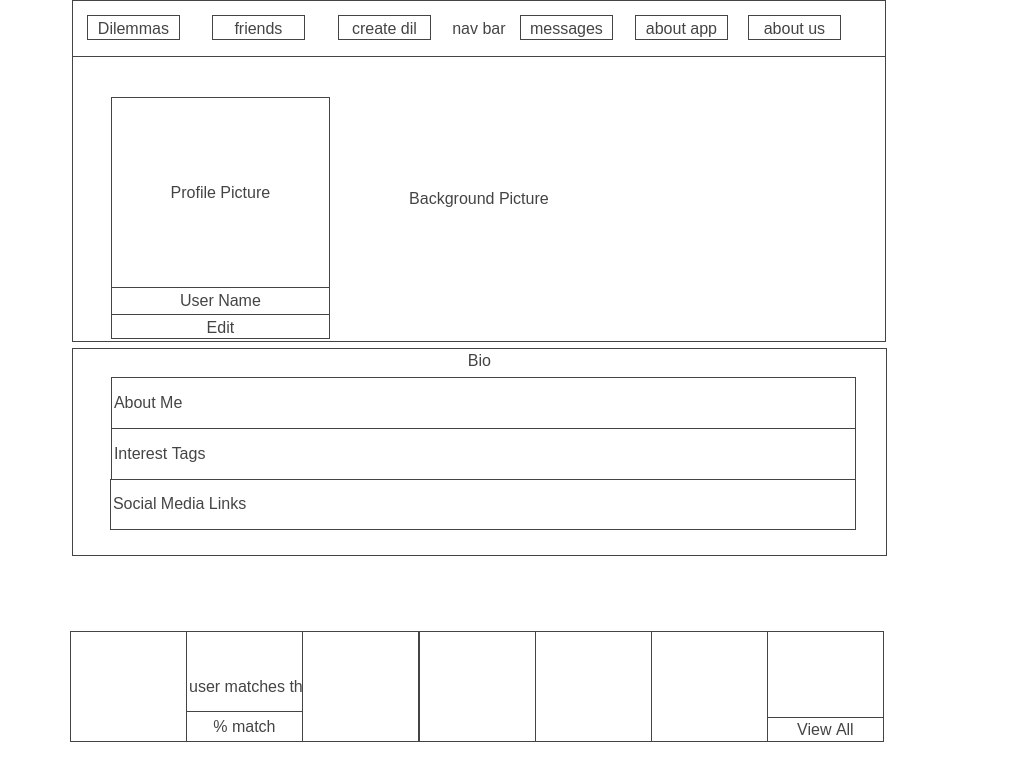 Dilemmas
friends
create dil
nav bar
messages
about app
about us
Profile Picture
Background Picture
User Name
Edit
Bio
About Me
Interest Tags
Social Media Links
user matches th
% match
View All